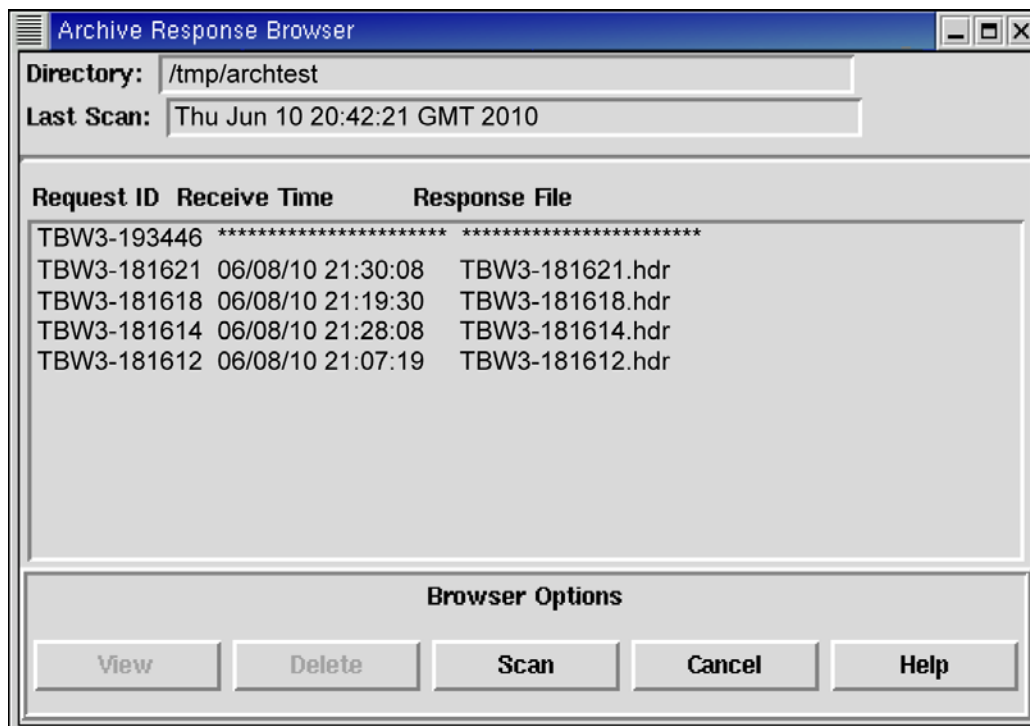 Archive Response Browser
Directory: /tmp/archtest
Last Scan: Thu Jun 10 20:42:21 GMT 2010
Request ID Receive Time Response File
TBW3-193446 *********************** ************************
TBW3-181621 06/08/10 21:30:08 TBW3-181621.hdr
TBW3-181618 06/08/10 21:19:30 TBW3-181618.hdr
TBW3-181614 06/08/10 21:28:08 TBW3-181614.hdr
TBW3-181612 06/08/10 21:07:19 TBW3-181612.hdr
Browser Options
View Delete Scan Cancel Help